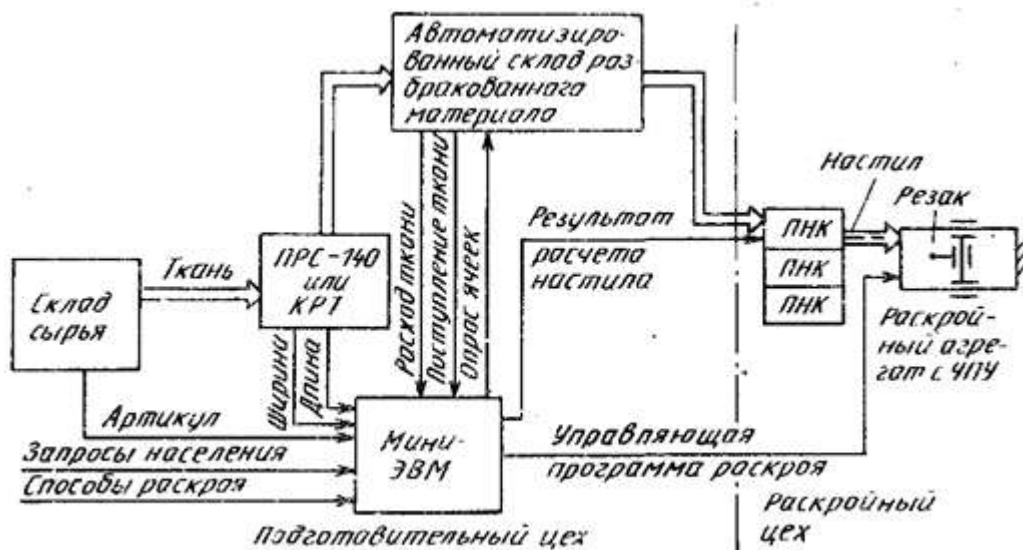 Автоматизиро-
ванный склад раз-
бракованного
материала
Настил
Резак
Расход ткани
Поступление ткани
Опрас ячеек
Результат
расчета
настила
ПНК
ПНК
ПНК
Ткань
ПРС-140
или
КРТ
Склад
сырья
Ширини
Длина
Раскрой-
ный агре-
гат с ЧПУ
Артикул
Запросы населения
Способы раскроя
Мини-
ЭВМ
Управляющая
программа раскроя
Подготовительный цех
Раскройный
цех